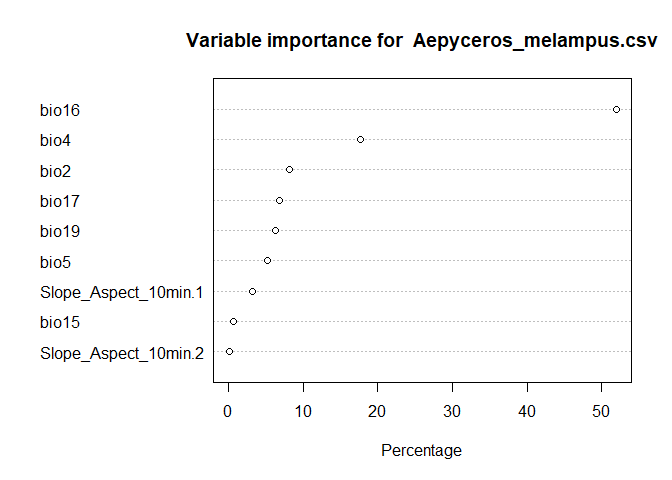 Variable importance for  Aepyceros_melampus.csv
bio16
bio4
bio2
bio17
bio19
bio5
Slope_Aspect_10min.1
bio15
Slope_Aspect_10min.2
0 10 20 30 40 50
Percentage